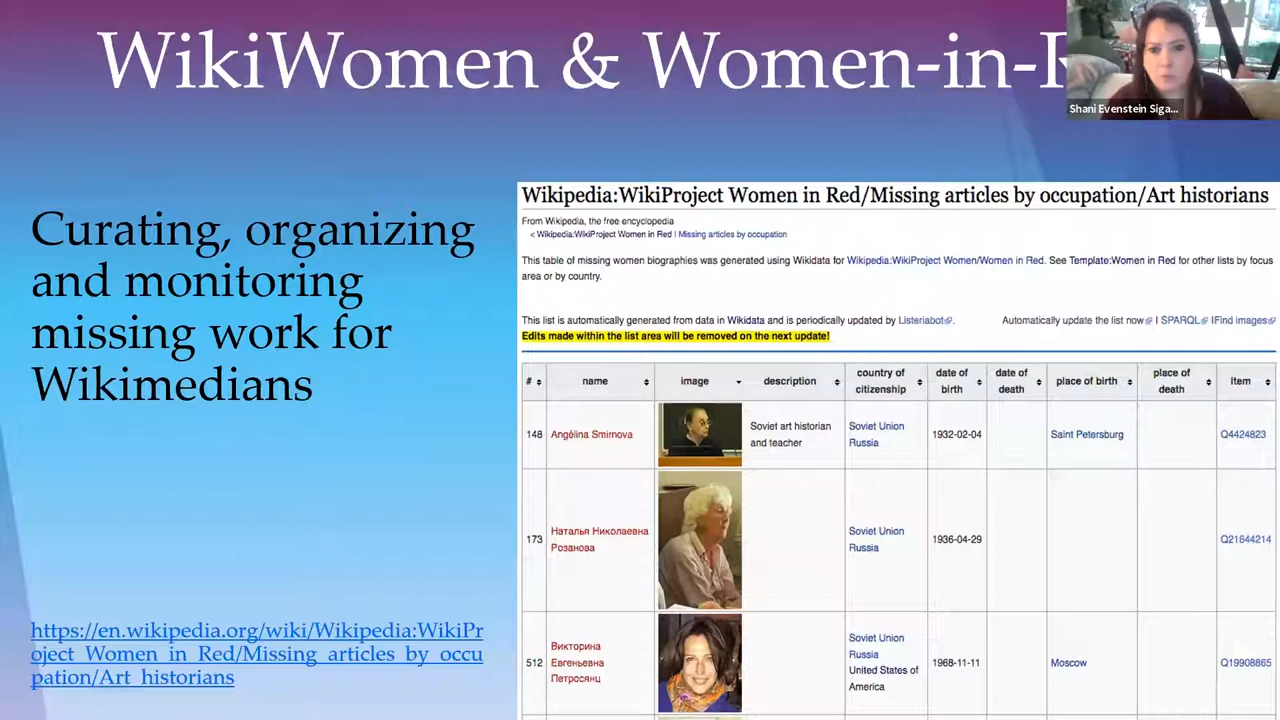 WikiWomen & Women-in-R
Shani Evenstein Siga...
Curating, organizing
and monitoring
missing work for
Wikimedians
https://en.wikipedia.org/wiki/Wikipedia:WikiPr
oject_Women_in_Red/Missing_articles_by_occu
pation/Art_historians
Wikipedia:WikiProject Women in Red/Missing articles by occupation/Art historians
From Wikipedia, the free encyclopedia
< Wikipedia:WikiProject Women in Red | Missing articles by occupation
This table of missing women biographies was generated using Wikidata for Wikipedia:WikiProject Women/Women in Red. See Template:Women in Red for other lists by focus
area or by country.
This list is automatically generated from data in Wikidata and is periodically updated by Listeriabot. Automatically update the list now | SPARQL | IFind images
Edits made within the list area will be removed on the next update!
# name image description country of citizenship date of birth date of death place of birth place of death item
148 Angélina Smirnova Soviet art historian and teacher Soviet Union Russia 1932-02-04 Saint Petersburg Q4424823
173 Наталья Николаевна Розанова Soviet Union Russia 1936-04-29 Q21644214
512 Викторина Евгеньевна Петросянц Soviet Union Russia United States of America 1968-11-11 Moscow Q19908865